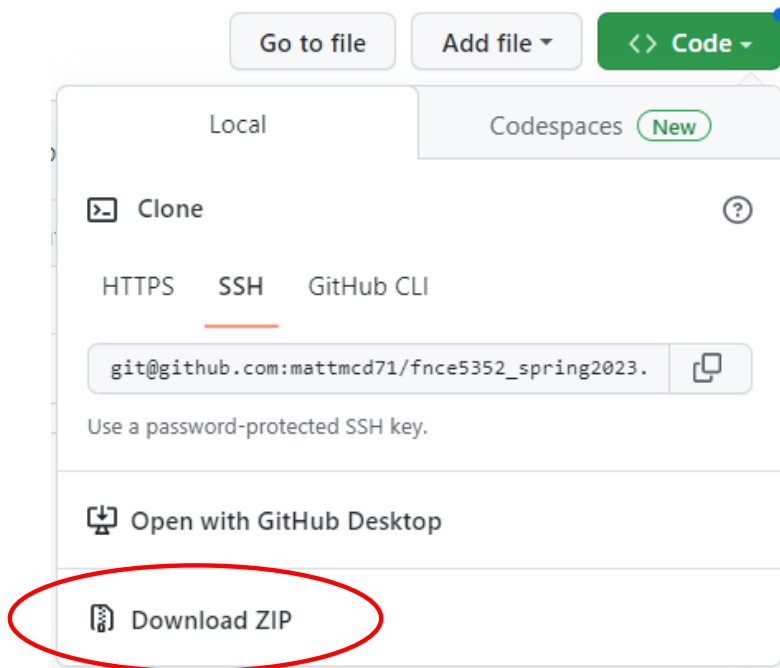 Go to file Add file <> Code
Local Codespaces New
Clone
HTTPS SSH GitHub CLI
git@github.com:mattmcd71/fnce5352_spring2023.
Use a password-protected SSH key.
Open with GitHub Desktop
Download ZIP